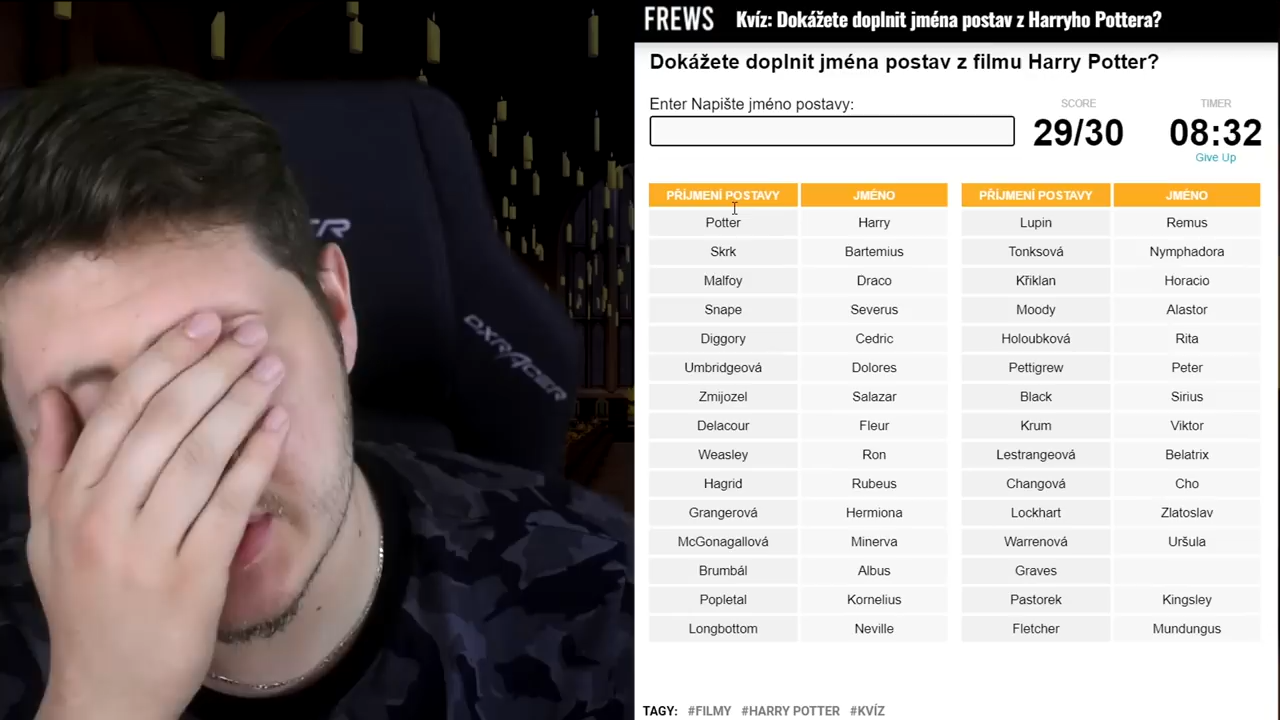 FREWS Kvíz: Dokážete doplnit jména postav z Harryho Pottera?
Dokážete doplnit jména postav z filmu Harry Potter?
Enter Napište jméno postavy:
SCORE
29/30
TIMER
08:32
Give Up
PŘÍJMENÍ POSTAVY JMÉNO PŘÍJMENÍ POSTAVY JMÉNO
Potter Harry Lupin Remus
Skrk Bartemius Tonksová Nymphadora
Malfoy Draco Křiklan Horacio
Snape Severus Moody Alastor
Diggory Cedric Holoubková Rita
Umbridgeová Dolores Pettigrew Peter
Zmijozel Salazar Black Sirius
Delacour Fleur Krum Viktor
Weasley Ron Lestrangeová Belatrix
Hagrid Rubeus Changová Cho
Grangerová Hermiona Lockhart Zlatoslav
McGonagallová Minerva Warrenová Uršula
Brumbál Albus Graves
Popletal Kornelius Pastorek Kingsley
Longbottom Neville Fletcher Mundungus
TAGY: #FILMY #HARRY POTTER #KVÍZ
DXRACER